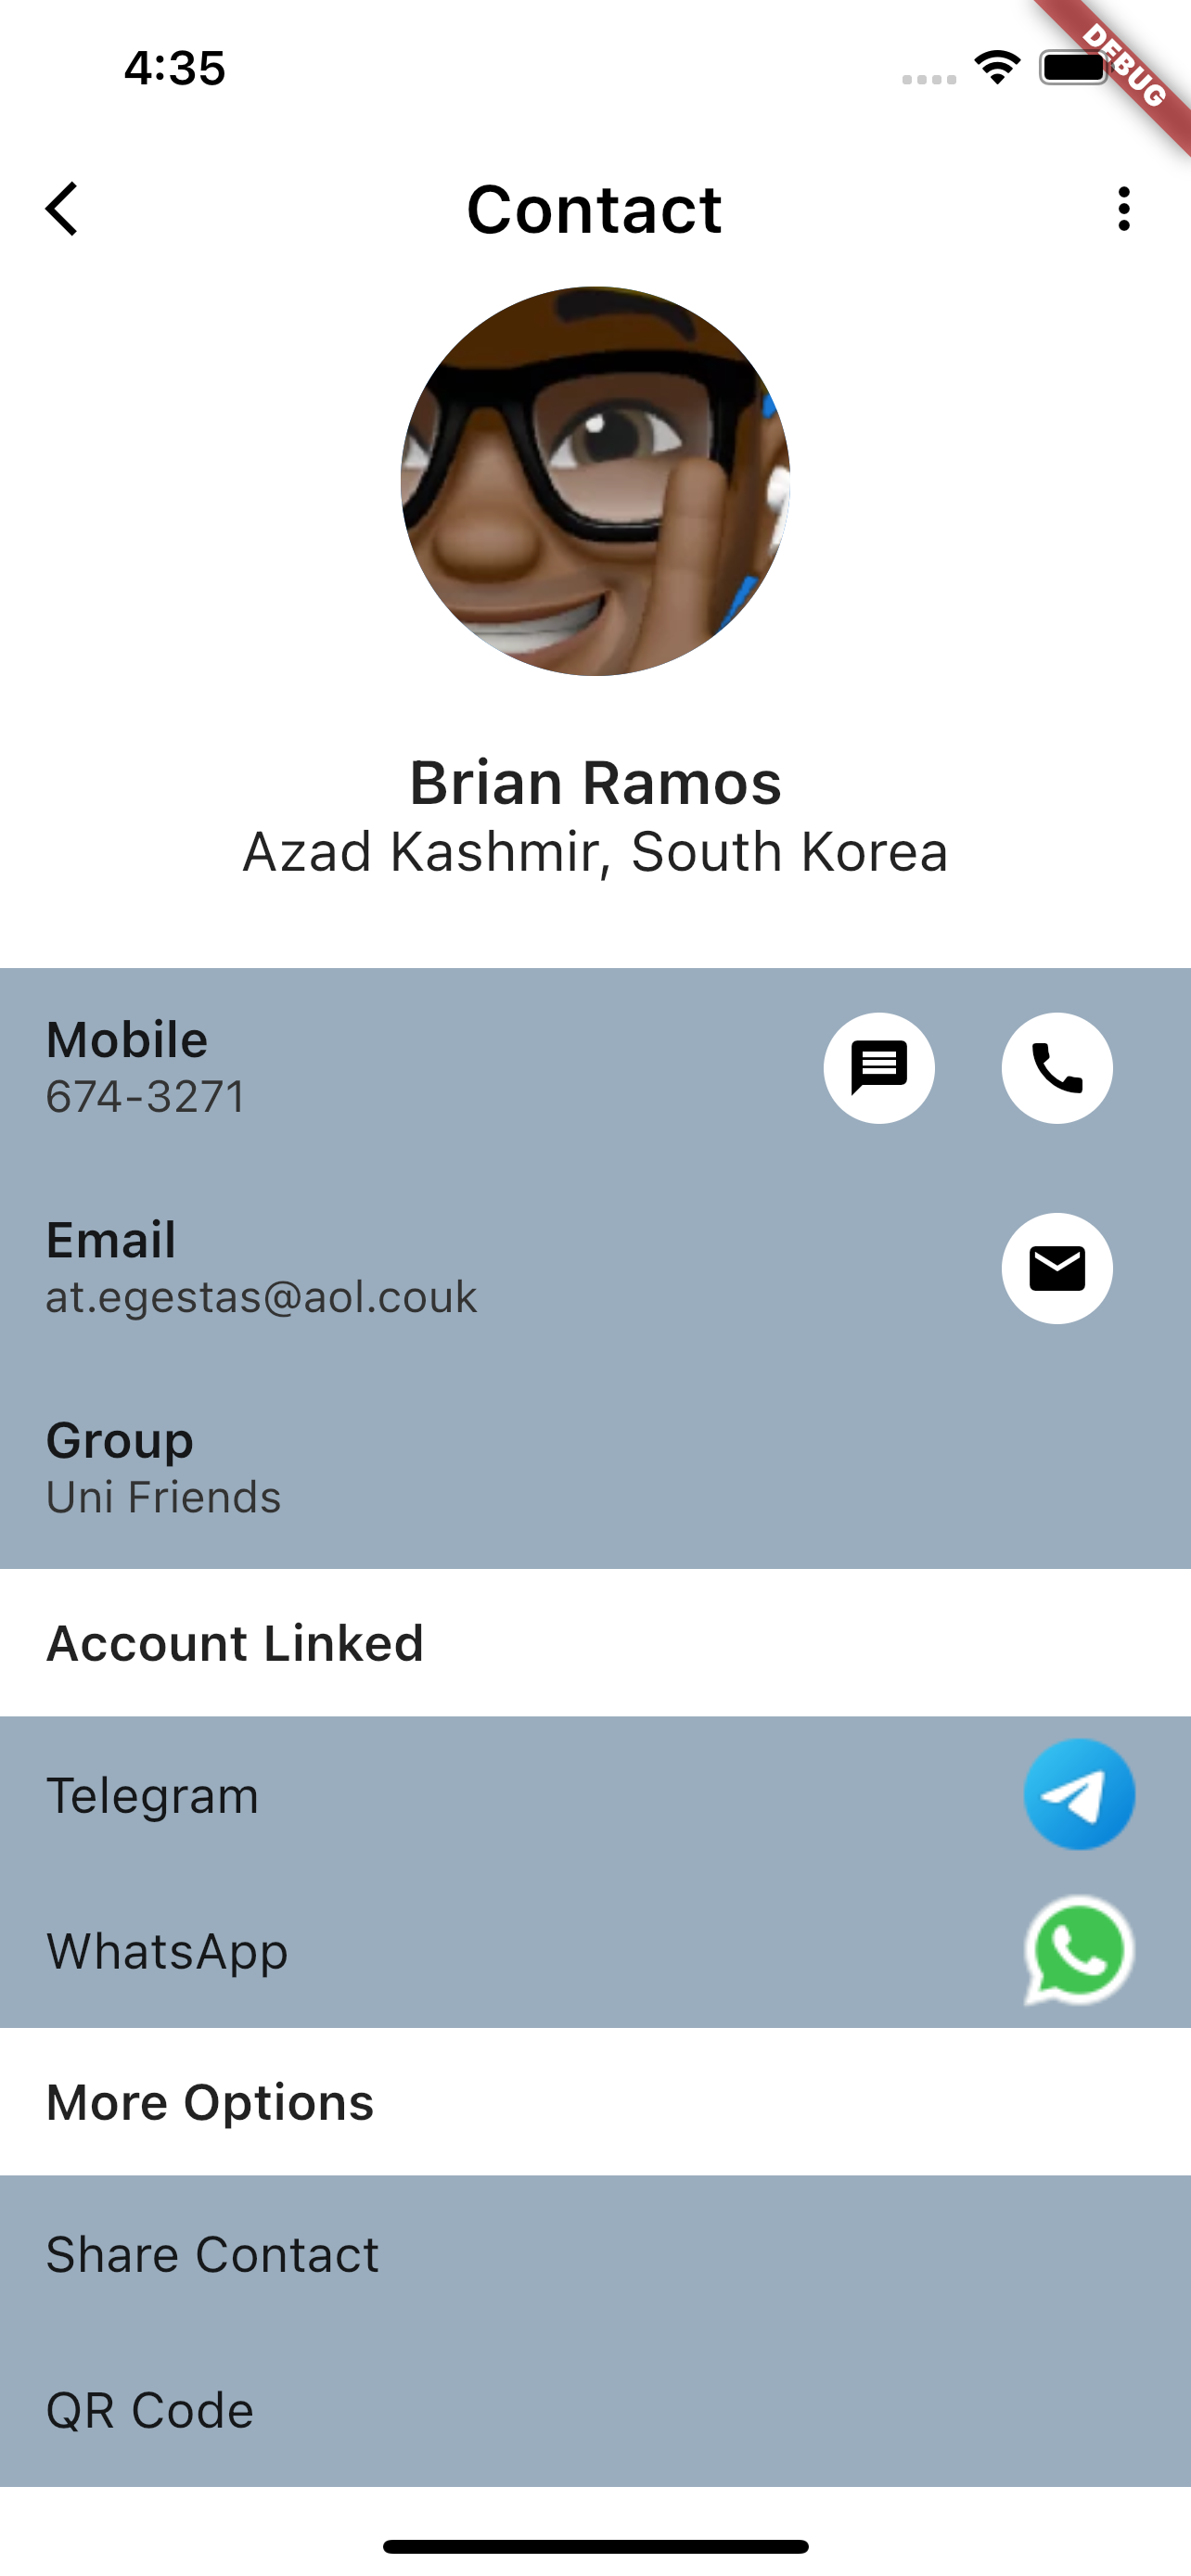 4:35
DEBUG
Contact
Brian Ramos
Azad Kashmir, South Korea
Mobile
674-3271
Email
at.egestas@aol.couk
Group
Uni Friends
Account Linked
Telegram
WhatsApp
More Options
Share Contact
QR Code